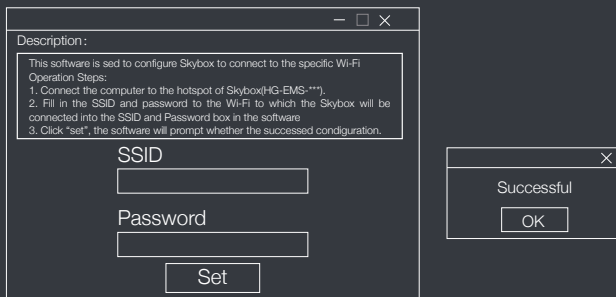 Description:
This software is sed to configure Skybox to connect to the specific Wi-Fi
Operation Steps:
1. Connect the computer to the hotspot of Skybox(HG-EMS-***).
2. Fill in the SSID and password to the Wi-Fi to which the Skybox will be
connected into the SSID and Password box in the software
3. Click “set”, the software will prompt whether the successed condiguration.
SSID
Password
Set
Successful
OK